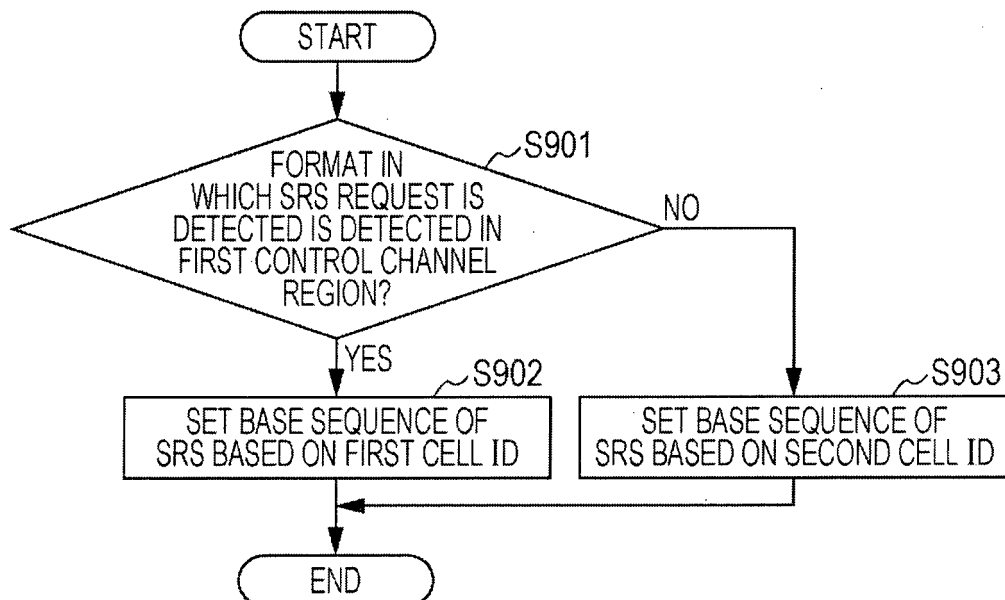 START
S901
FORMAT IN
WHICH SRS REQUEST IS
DETECTED IS DETECTED IN
FIRST CONTROL CHANNEL
REGION?
NO
YES
S902
SET BASE SEQUENCE OF
SRS BASED ON FIRST CELL ID
S903
SET BASE SEQUENCE OF
SRS BASED ON SECOND CELL ID
END